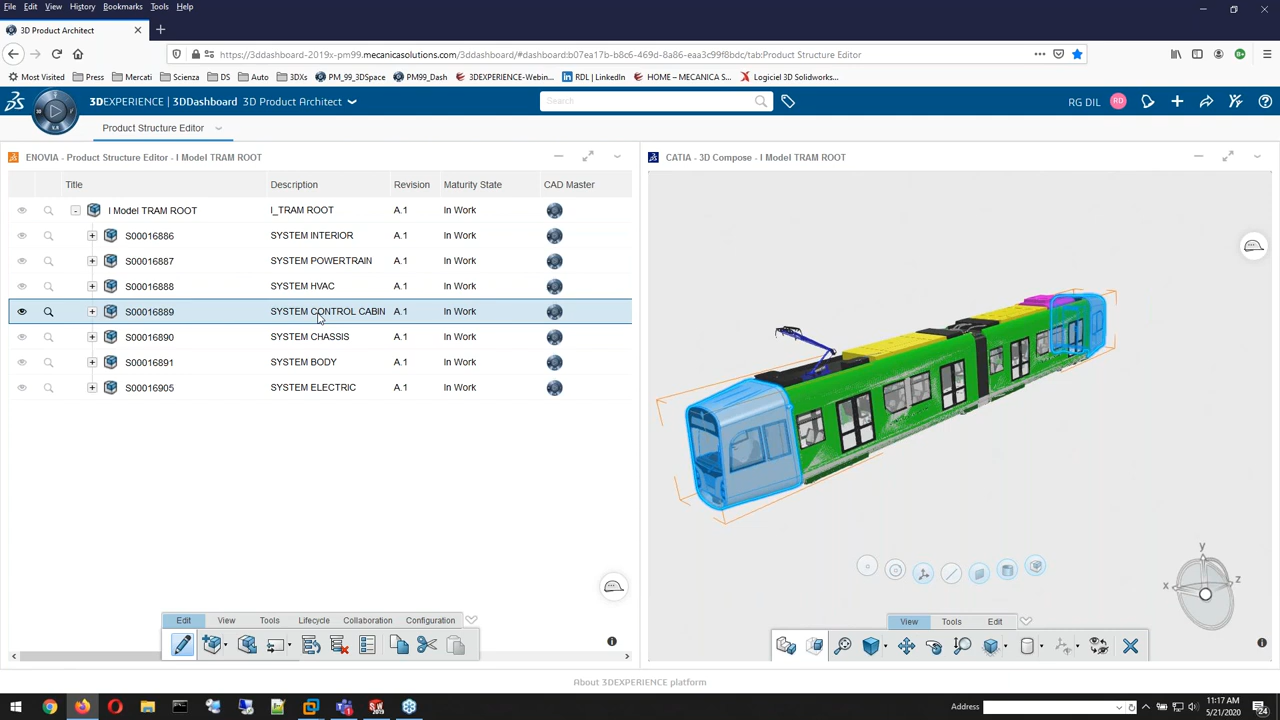 File Edit View History Bookmarks Tools Help
3D Product Architect
https://3ddashboard-2019x-pm99.mecanicasolutions.com/3ddashboard/#dashboard:b07ea17b-b8c6-469d-8a86-eaa3c99f8bdc/tab:Product Structure Editor
Most Visited Press Mercati Scienza DS Auto 3DXs PM_99_3DSpace PM99_Dash 3DEXPERIENCE-Webin... RDL | LinkedIn HOME – MECANICA S... Logiciel 3D Solidworks...
3DEXPERIENCE | 3DDashboard 3D Product Architect
Search
RG DIL RD
Product Structure Editor
ENOVIA - Product Structure Editor - I Model TRAM ROOT
CATIA - 3D Compose - I Model TRAM ROOT
Title Description Revision Maturity State CAD Master
I Model TRAM ROOT I_TRAM ROOT A.1 In Work
S00016886 SYSTEM INTERIOR A.1 In Work
S00016887 SYSTEM POWERTRAIN A.1 In Work
S00016888 SYSTEM HVAC A.1 In Work
S00016889 SYSTEM CONTROL CABIN A.1 In Work
S00016890 SYSTEM CHASSIS A.1 In Work
S00016891 SYSTEM BODY A.1 In Work
S00016905 SYSTEM ELECTRIC A.1 In Work
y
x z
Edit View Tools Lifecycle Collaboration Configuration
View Tools Edit
About 3DEXPERIENCE platform
Address
11:17 AM
5/21/2020
24